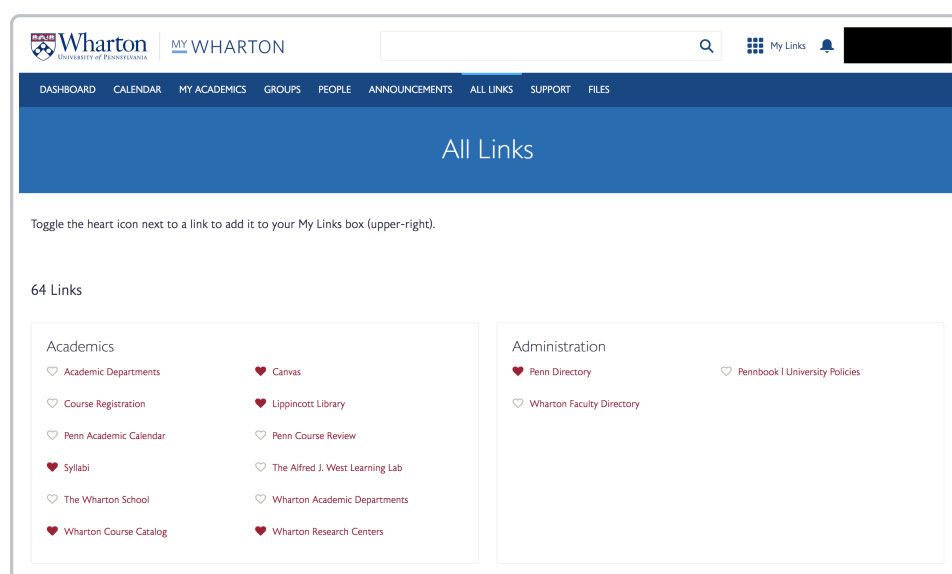 Wharton
UNIVERSITY of PENNSYLVANIA
MY WHARTON
My Links
DASHBOARD CALENDAR MY ACADEMICS GROUPS PEOPLE ANNOUNCEMENTS ALL LINKS SUPPORT FILES
All Links
Toggle the heart icon next to a link to add it to your My Links box (upper-right).
64 Links
Academics
Academic Departments
Canvas
Course Registration
Lippincott Library
Penn Academic Calendar
Penn Course Review
Syllabi
The Alfred J. West Learning Lab
The Wharton School
Wharton Academic Departments
Wharton Course Catalog
Wharton Research Centers
Administration
Penn Directory
Pennbook | University Policies
Wharton Faculty Directory